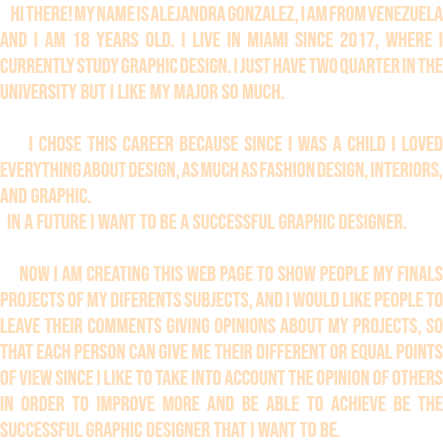 HI THERE! MY NAME IS ALEJANDRA GONZALEZ, I AM FROM VENEZUELA
AND I AM 18 YEARS OLD. I LIVE IN MIAMI SINCE 2017, WHERE I
CURRENTLY STUDY GRAPHIC DESIGN. I JUST HAVE TWO QUARTER IN THE
UNIVERSITY BUT I LIKE MY MAJOR SO MUCH.
I CHOSE THIS CAREER BECAUSE SINCE I WAS A CHILD I LOVED
EVERYTHING ABOUT DESIGN, AS MUCH AS FASHION DESIGN, INTERIORS,
AND GRAPHIC.
IN A FUTURE I WANT TO BE A SUCCESSFUL GRAPHIC DESIGNER.
NOW I AM CREATING THIS WEB PAGE TO SHOW PEOPLE MY FINALS
PROJECTS OF MY DIFERENTS SUBJECTS, AND I WOULD LIKE PEOPLE TO
LEAVE THEIR COMMENTS GIVING OPINIONS ABOUT MY PROJECTS, SO
THAT EACH PERSON CAN GIVE ME THEIR DIFFERENT OR EQUAL POINTS
OF VIEW SINCE I LIKE TO TAKE INTO ACCOUNT THE OPINION OF OTHERS
IN ORDER TO IMPROVE MORE AND BE ABLE TO ACHIEVE BE THE
SUCCESSFUL GRAPHIC DESIGNER THAT I WANT TO BE.